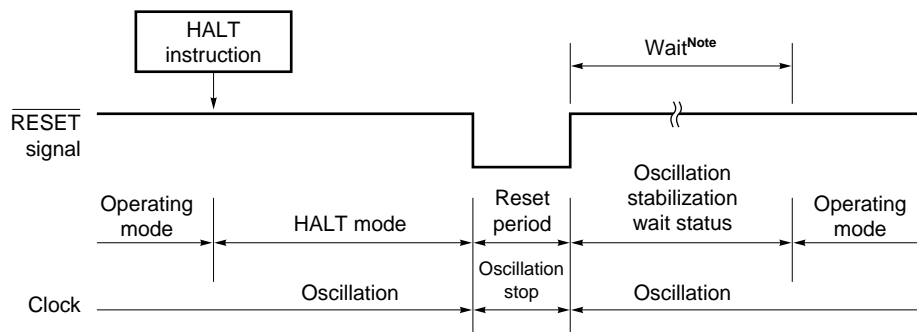 HALT
instruction
Wait^Note
RESET
signal
Operating
mode
HALT mode
Reset
period
Oscillation
stabilization
wait status
Operating
mode
Clock
Oscillation
Oscillation
stop
Oscillation